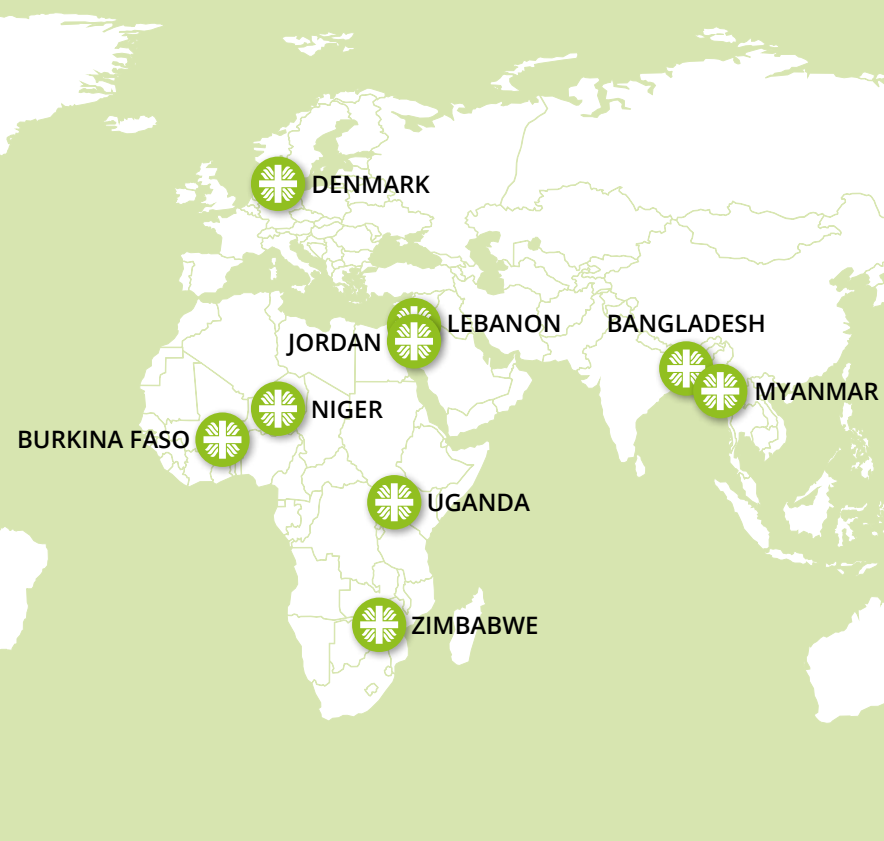 DENMARK
LEBANON
BANGLADESH
JORDAN
MYANMAR
NIGER
BURKINA FASO
UGANDA
ZIMBABWE